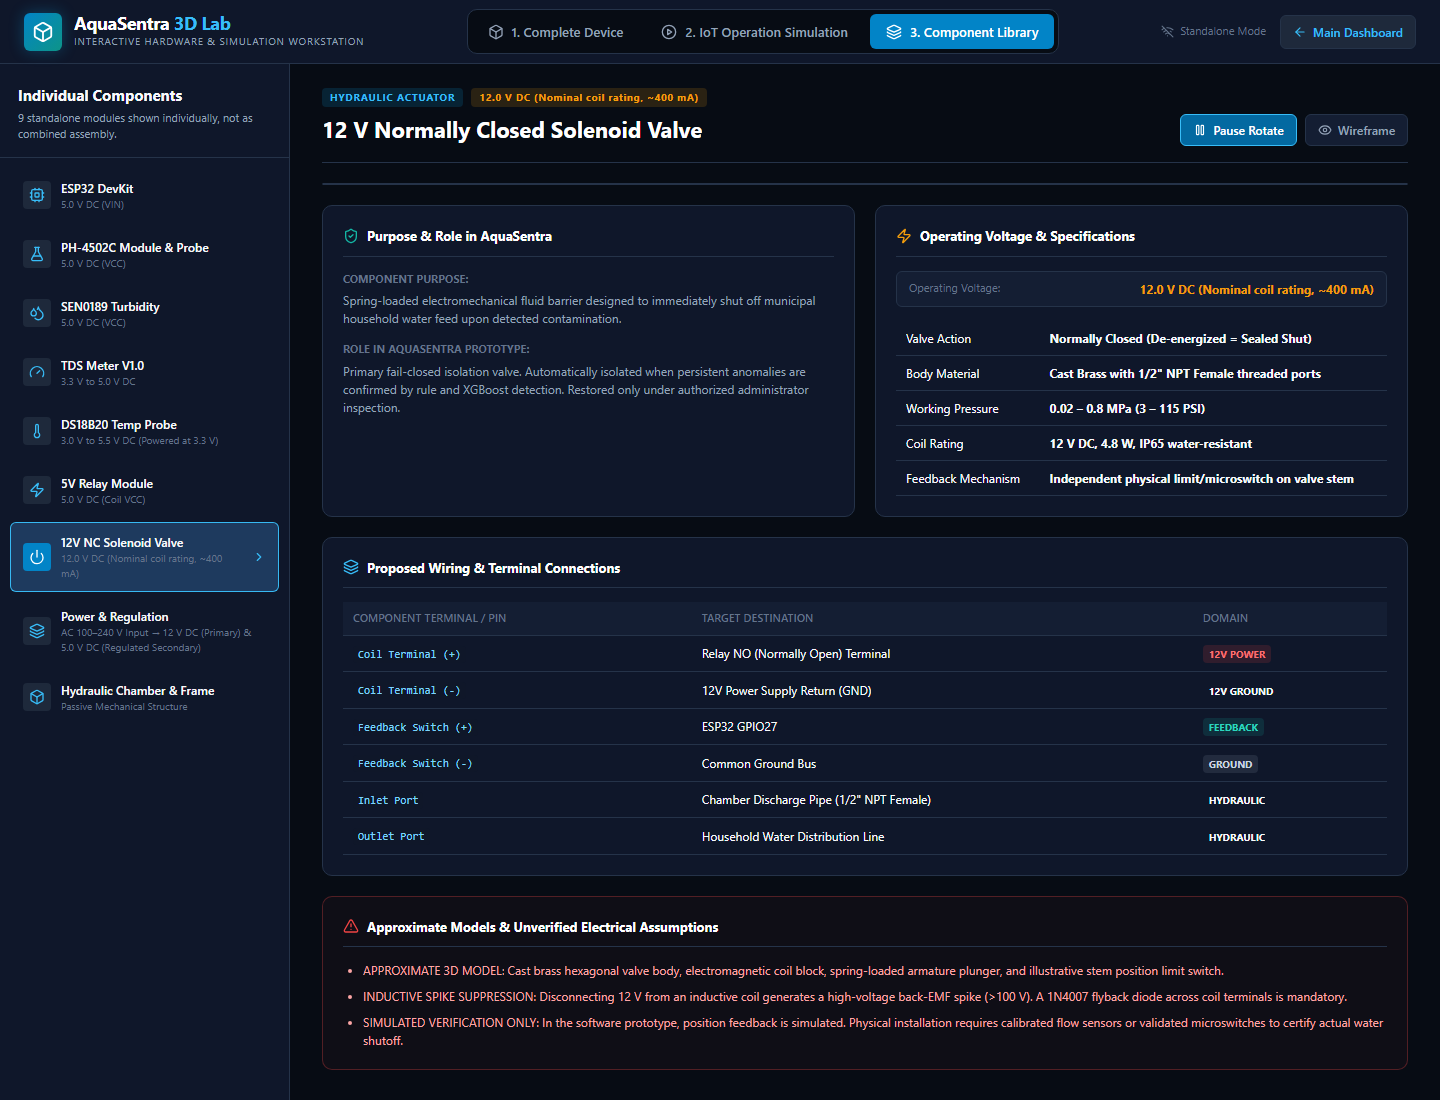 AquaSentra 3D Lab
INTERACTIVE HARDWARE & SIMULATION WORKSTATION
1. Complete Device
2. IoT Operation Simulation
3. Component Library
Standalone Mode
Main Dashboard
Individual Components
9 standalone modules shown individually, not as
combined assembly.
ESP32 DevKit
5.0 V DC (VIN)
PH-4502C Module & Probe
5.0 V DC (VCC)
SEN0189 Turbidity
5.0 V DC (VCC)
TDS Meter V1.0
3.3 V to 5.0 V DC
DS18B20 Temp Probe
3.0 V to 5.5 V DC (Powered at 3.3 V)
5V Relay Module
5.0 V DC (Coil VCC)
12V NC Solenoid Valve
12.0 V DC (Nominal coil rating, ~400
mA)
Power & Regulation
AC 100–240 V Input → 12 V DC (Primary) &
5.0 V DC (Regulated Secondary)
Hydraulic Chamber & Frame
Passive Mechanical Structure
HYDRAULIC ACTUATOR
12.0 V DC (Nominal coil rating, ~400 mA)
12 V Normally Closed Solenoid Valve
Pause Rotate
Wireframe
Purpose & Role in AquaSentra
COMPONENT PURPOSE:
Spring-loaded electromechanical fluid barrier designed to immediately shut off municipal
household water feed upon detected contamination.
ROLE IN AQUASENTRA PROTOTYPE:
Primary fail-closed isolation valve. Automatically isolated when persistent anomalies are
confirmed by rule and XGBoost detection. Restored only under authorized administrator
inspection.
Operating Voltage & Specifications
Operating Voltage: 12.0 V DC (Nominal coil rating, ~400 mA)
Valve Action Normally Closed (De-energized = Sealed Shut)
Body Material Cast Brass with 1/2" NPT Female threaded ports
Working Pressure 0.02 – 0.8 MPa (3 – 115 PSI)
Coil Rating 12 V DC, 4.8 W, IP65 water-resistant
Feedback Mechanism Independent physical limit/microswitch on valve stem
Proposed Wiring & Terminal Connections
COMPONENT TERMINAL / PIN TARGET DESTINATION DOMAIN
Coil Terminal (+) Relay NO (Normally Open) Terminal 12V POWER
Coil Terminal (-) 12V Power Supply Return (GND) 12V GROUND
Feedback Switch (+) ESP32 GPIO27 FEEDBACK
Feedback Switch (-) Common Ground Bus GROUND
Inlet Port Chamber Discharge Pipe (1/2" NPT Female) HYDRAULIC
Outlet Port Household Water Distribution Line HYDRAULIC
Approximate Models & Unverified Electrical Assumptions
• APPROXIMATE 3D MODEL: Cast brass hexagonal valve body, electromagnetic coil block, spring-loaded armature plunger, and illustrative stem position limit switch.
• INDUCTIVE SPIKE SUPPRESSION: Disconnecting 12 V from an inductive coil generates a high-voltage back-EMF spike (>100 V). A 1N4007 flyback diode across coil terminals is mandatory.
• SIMULATED VERIFICATION ONLY: In the software prototype, position feedback is simulated. Physical installation requires calibrated flow sensors or validated microswitches to certify actual water
shutoff.